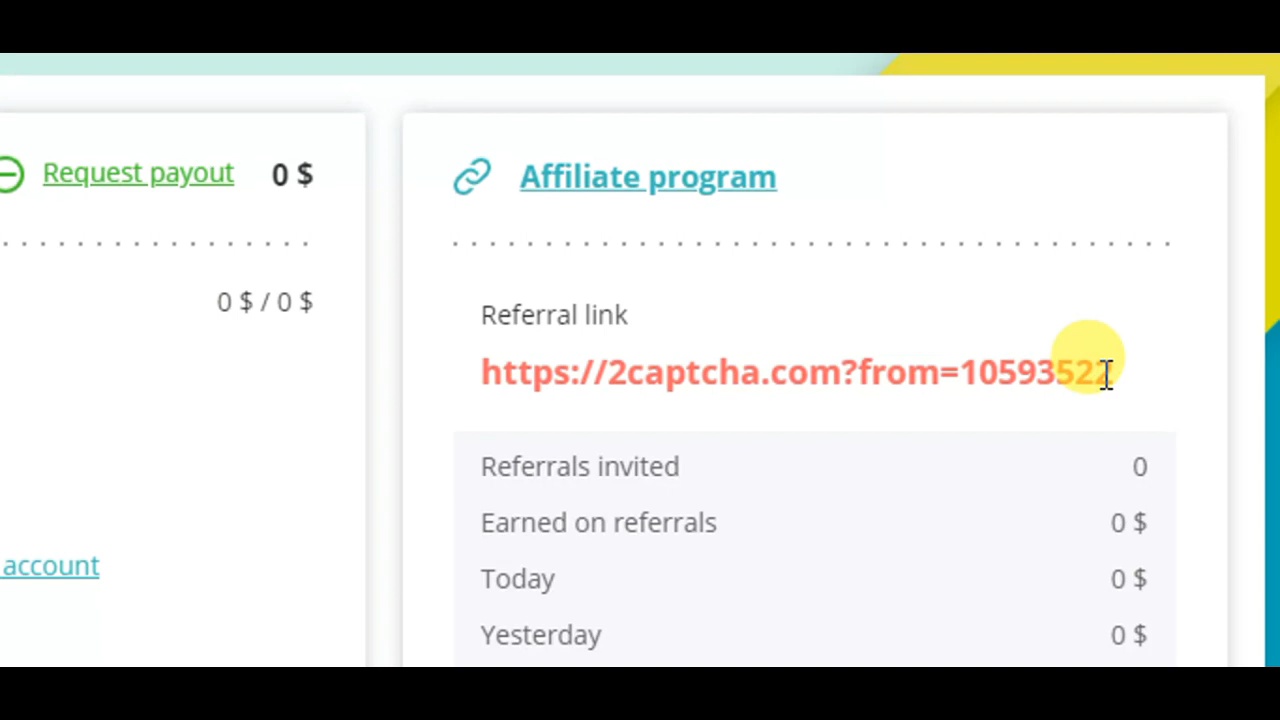 Request payout 0 $
0 $ / 0 $
account
Affiliate program
Referral link
https://2captcha.com?from=10593522
Referrals invited 0
Earned on referrals 0 $
Today 0 $
Yesterday 0 $